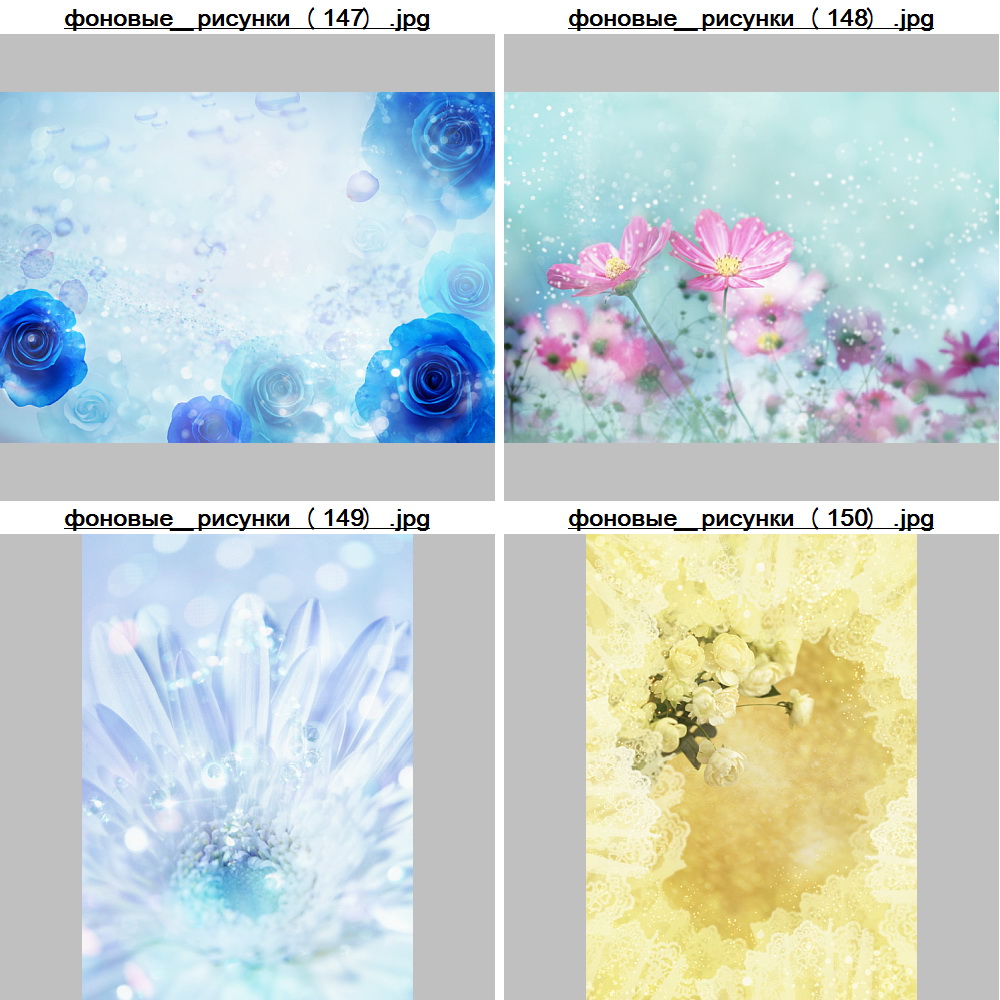 фоновые__рисунки ( 147) .jpg
фоновые__рисунки ( 148) .jpg
фоновые__рисунки ( 149) .jpg
фоновые__рисунки ( 150) .jpg